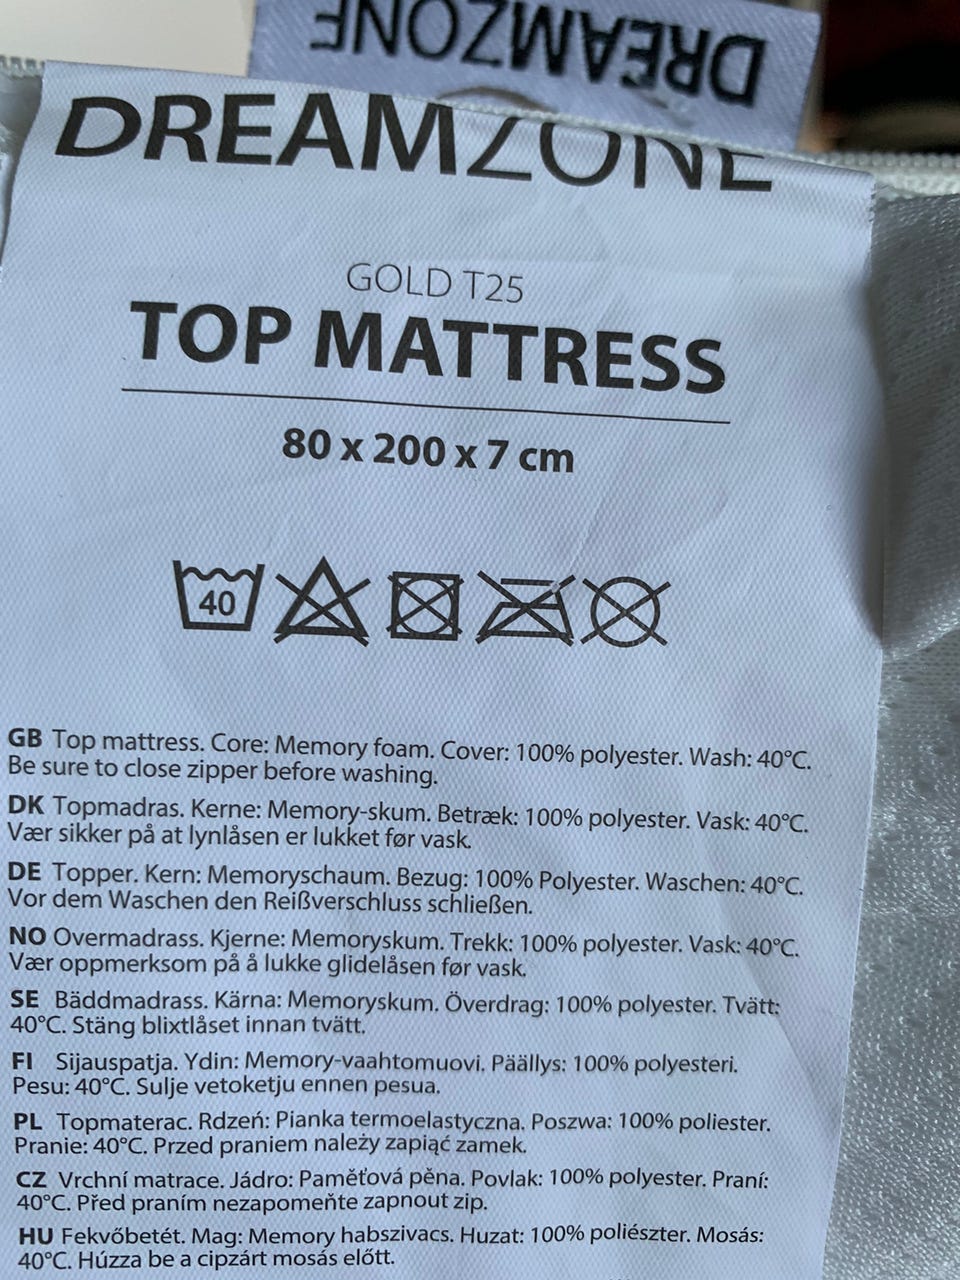 DREAMZONE
DREAMZONE
GOLD T25
TOP MATTRESS
80 x 200 x 7 cm
40
GB Top mattress. Core: Memory foam. Cover: 100% polyester. Wash: 40°C.
Be sure to close zipper before washing.
DK Topmadras. Kerne: Memory-skum. Betræk: 100% polyester. Vask: 40°C.
Vær sikker på at lynlåsen er lukket før vask.
DE Topper. Kern: Memoryschaum. Bezug: 100% Polyester. Waschen: 40°C.
Vor dem Waschen den Reißverschluss schließen.
NO Overmadrass. Kjerne: Memoryskum. Trekk: 100% polyester. Vask: 40°C.
Vær oppmerksom på å lukke glidelåsen før vask.
SE Bäddmadrass. Kärna: Memoryskum. Överdrag: 100% polyester. Tvätt:
40°C. Stäng blixtlåset innan tvätt.
FI Sijauspatja. Ydin: Memory-vaahtomuovi. Päällys: 100% polyesteri.
Pesu: 40°C. Sulje vetoketju ennen pesua.
PL Topmaterac. Rdzeń: Pianka termoelastyczna. Poszwa: 100% poliester.
Pranie: 40°C. Przed praniem należy zapiąć zamek.
CZ Vrchní matrace. Jádro: Paměťová pěna. Povlak: 100% polyester. Praní:
40°C. Před praním nezapomeňte zapnout zip.
HU Fekvőbetét. Mag: Memory habszivacs. Huzat: 100% poliészter. Mosás:
40°C. Húzza be a cipzárt mosás előtt.